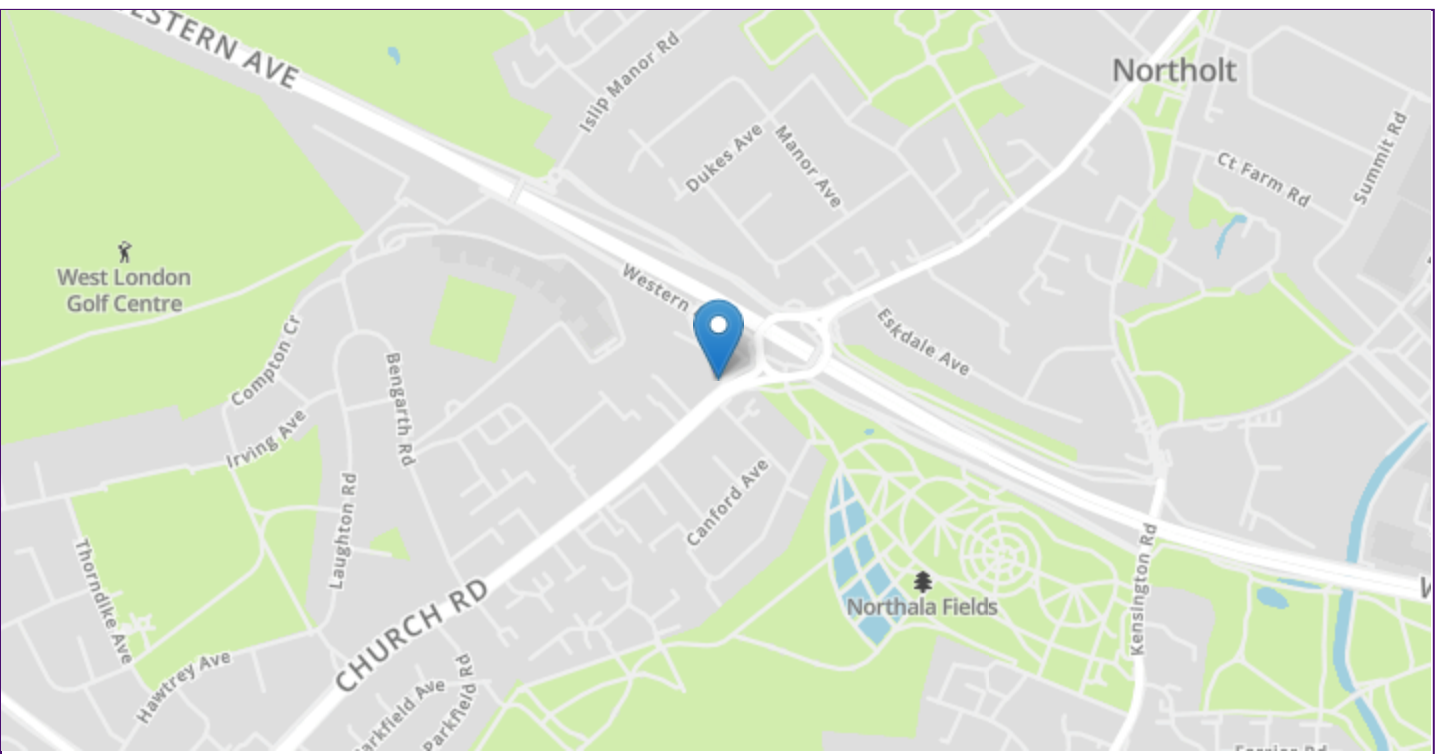 ESTERN AVE
Islip Manor Rd
Northolt
Dukes Ave
Manor Ave
Ct Farm Rd
Summit Rd
West London
Golf Centre
Western
Compton Cr
Eskdale Ave
Bengarth Rd
Irving Ave
Canford Ave
Laughton Rd
Thorndike Ave
Northala Fields
Kensington Rd
CHURCH RD
Hawtrey Ave
arkfield Ave
Parkfield Rd